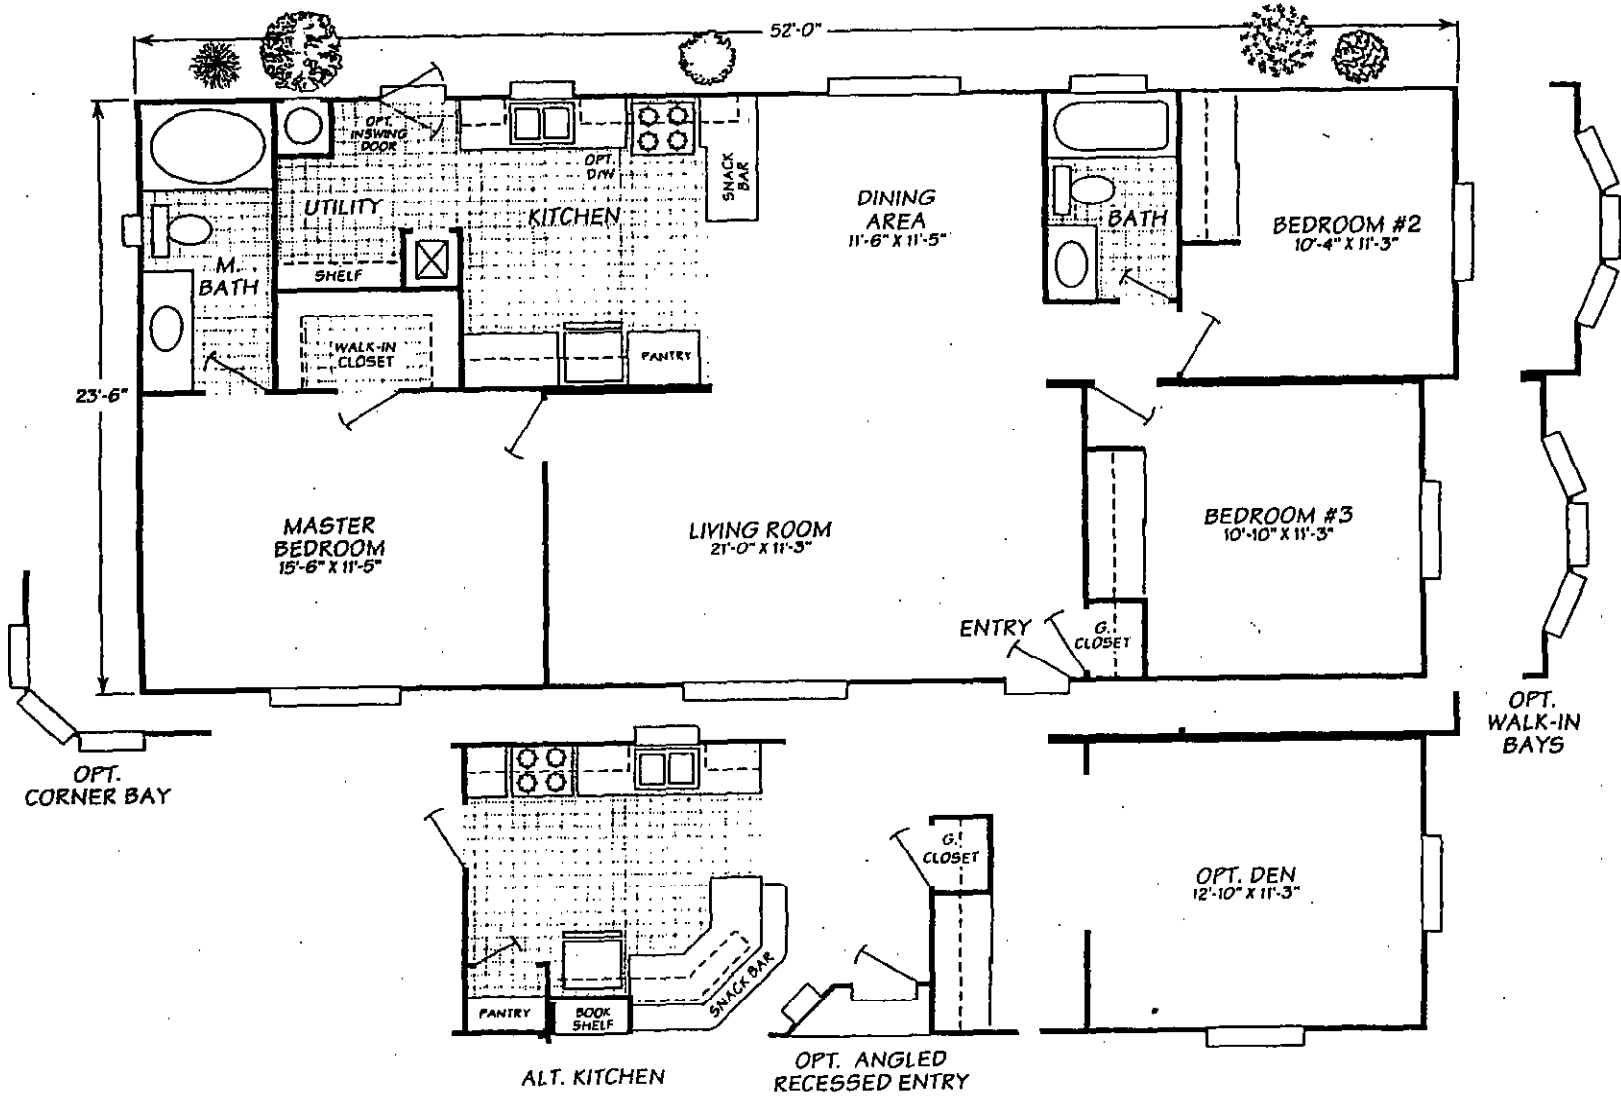 52'-0"
OPT.
INSWING
DOOR
OPT.
D/W
SNACK
BAR
UTILITY
KITCHEN
DINING
AREA
11'-6" X 11'-5"
BATH
BEDROOM #2
10'-4" X 11'-3"
M.
BATH
SHELF
WALK-IN
CLOSET
PANTRY
23'-6"
MASTER
BEDROOM
15'-6" X 11'-5"
LIVING ROOM
21'-0" X 11'-3"
BEDROOM #3
10'-10" X 11'-3"
ENTRY
G.
CLOSET
OPT.
WALK-IN
BAYS
OPT.
CORNER BAY
G.
CLOSET
OPT. DEN
12'-10" X 11'-3"
SNACK BAR
PANTRY
BOOK
SHELF
ALT. KITCHEN
OPT. ANGLED
RECESSED ENTRY